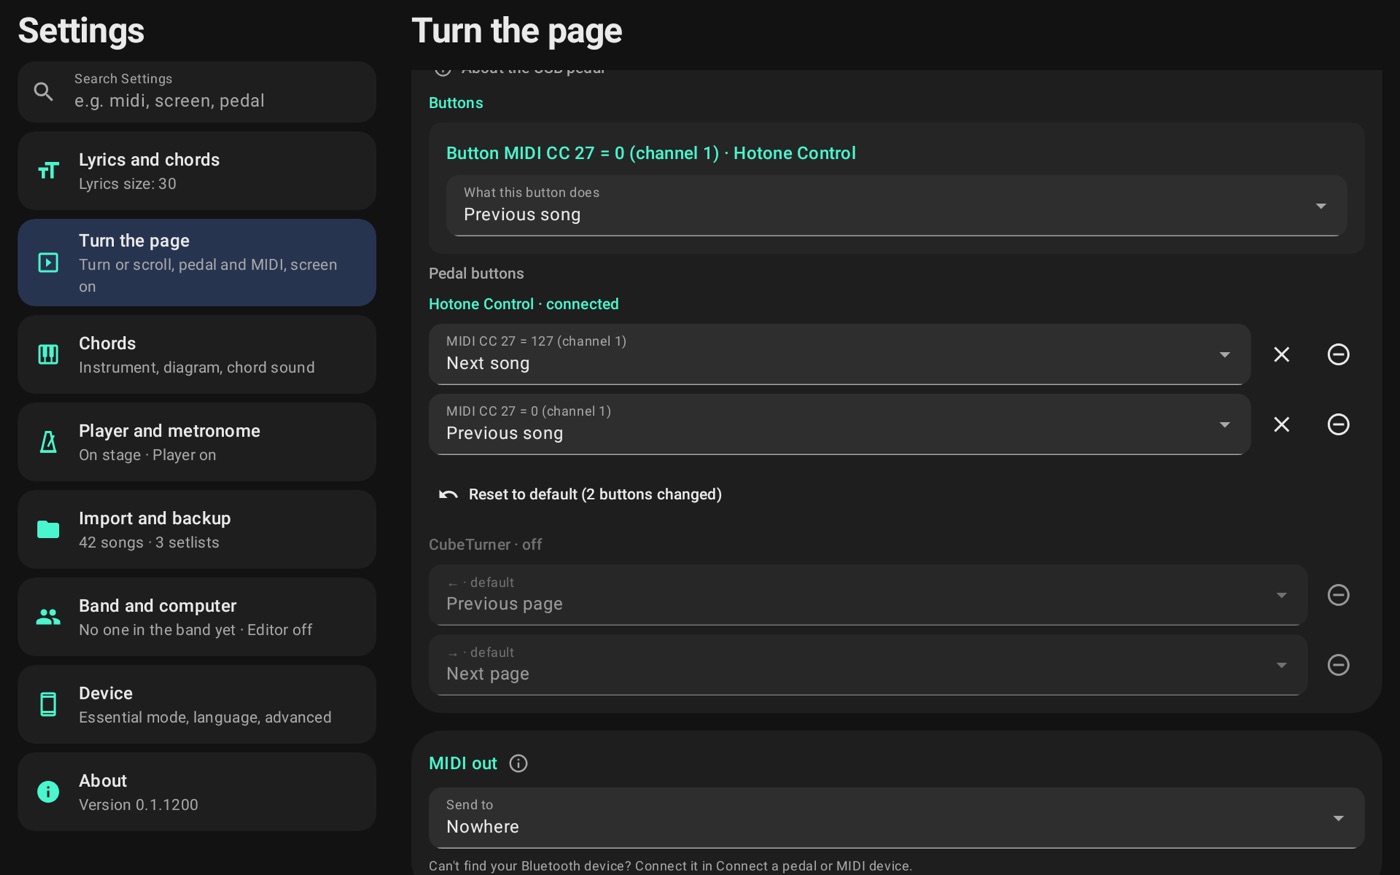 Settings
Search Settings
e.g. midi, screen, pedal
Lyrics and chords
Lyrics size: 30
Turn the page
Turn or scroll, pedal and MIDI, screen
on
Chords
Instrument, diagram, chord sound
Player and metronome
On stage · Player on
Import and backup
42 songs · 3 setlists
Band and computer
No one in the band yet · Editor off
Device
Essential mode, language, advanced
About
Version 0.1.1200
Turn the page
About the USB pedal
Buttons
Button MIDI CC 27 = 0 (channel 1) · Hotone Control
What this button does
Previous song
Pedal buttons
Hotone Control · connected
MIDI CC 27 = 127 (channel 1)
Next song
MIDI CC 27 = 0 (channel 1)
Previous song
Reset to default (2 buttons changed)
CubeTurner · off
← · default
Previous page
→ · default
Next page
MIDI out
Send to
Nowhere
Can't find your Bluetooth device? Connect it in Connect a pedal or MIDI device.